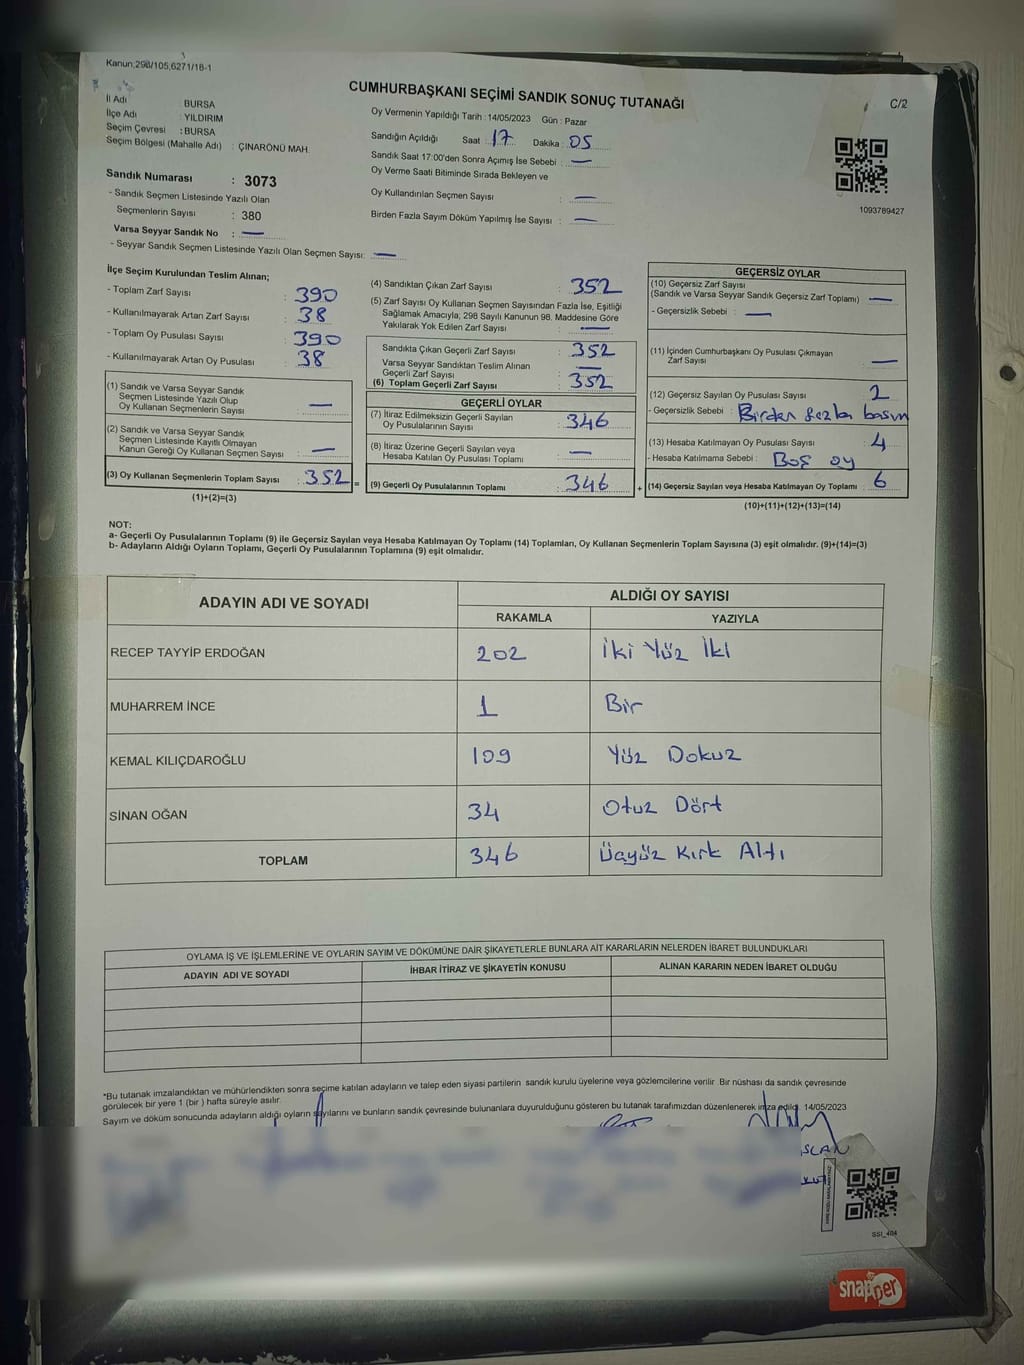 Kanun,298/105,6271/18-1
CUMHURBAŞKANI SEÇİMİ SANDIK SONUÇ TUTANAĞI
C/2
İl Adı : BURSA
İlçe Adı : YILDIRIM
Seçim Çevresi : BURSA
Seçim Bölgesi (Mahalle Adı) : ÇINARÖNÜ MAH.
Sandık Numarası : 3073
- Sandık Seçmen Listesinde Yazılı Olan
Seçmenlerin Sayısı : 380
Varsa Seyyar Sandık No : —
- Seyyar Sandık Seçmen Listesinde Yazılı Olan Seçmen Sayısı: —
Oy Vermenin Yapıldığı Tarih : 14/05/2023 Gün : Pazar
Sandığın Açıldığı Saat : 17 Dakika : 05
Sandık Saat 17:00'den Sonra Açımış İse Sebebi : —
Oy Verme Saati Bitiminde Sırada Bekleyen ve
Oy Kullandırılan Seçmen Sayısı : —
Birden Fazla Sayım Döküm Yapılmış İse Sayısı : —
1093789427
İlçe Seçim Kurulundan Teslim Alınan;
- Toplam Zarf Sayısı : 390
- Kullanılmayarak Artan Zarf Sayısı : 38
- Toplam Oy Pusulası Sayısı : 390
- Kullanılmayarak Artan Oy Pusulası : 38
(1) Sandık ve Varsa Seyyar Sandık
Seçmen Listesinde Yazılı Olup
Oy Kullanan Seçmenlerin Sayısı : —
(2) Sandık ve Varsa Seyyar Sandık
Seçmen Listesinde Kayıtlı Olmayan
Kanun Gereği Oy Kullanan Seçmen Sayısı : —
(3) Oy Kullanan Seçmenlerin Toplam Sayısı : 352 =
(1)+(2)=(3)
(4) Sandıktan Çıkan Zarf Sayısı : 352
(5) Zarf Sayısı Oy Kullanan Seçmen Sayısından Fazla İse, Eşitliği
Sağlamak Amacıyla, 298 Sayılı Kanunun 98. Maddesine Göre
Yakılarak Yok Edilen Zarf Sayısı : —
Sandıkta Çıkan Geçerli Zarf Sayısı : 352
Varsa Seyyar Sandıktan Teslim Alınan
Geçerli Zarf Sayısı : —
(6) Toplam Geçerli Zarf Sayısı : 352
GEÇERLİ OYLAR
(7) İtiraz Edilmeksizin Geçerli Sayılan
Oy Pusulalarının Sayısı : 346
(8) İtiraz Üzerine Geçerli Sayılan veya
Hesaba Katılan Oy Pusulası Toplamı : —
(9) Geçerli Oy Pusulalarının Toplamı : 346 +
GEÇERSİZ OYLAR
(10) Geçersiz Zarf Sayısı
(Sandık ve Varsa Seyyar Sandık Geçersiz Zarf Toplamı) : —
- Geçersizlik Sebebi : —
(11) İçinden Cumhurbaşkanı Oy Pusulası Çıkmayan
Zarf Sayısı : —
(12) Geçersiz Sayılan Oy Pusulası Sayısı : 2
- Geçersizlik Sebebi : Birden fazla basım
(13) Hesaba Katılmayan Oy Pusulası Sayısı : 4
- Hesaba Katılmama Sebebi : Boş oy
(14) Geçersiz Sayılan veya Hesaba Katılmayan Oy Toplamı : 6
(10)+(11)+(12)+(13)=(14)
NOT:
a- Geçerli Oy Pusulalarının Toplamı (9) ile Geçersiz Sayılan veya Hesaba Katılmayan Oy Toplamı (14) Toplamları, Oy Kullanan Seçmenlerin Toplam Sayısına (3) eşit olmalıdır. (9)+(14)=(3)
b- Adayların Aldığı Oyların Toplamı, Geçerli Oy Pusulalarının Toplamına (9) eşit olmalıdır.
ADAYIN ADI VE SOYADI
ALDIĞI OY SAYISI
RAKAMLA YAZIYLA
RECEP TAYYİP ERDOĞAN 202 İki Yüz İki
MUHARREM İNCE 1 Bir
KEMAL KILIÇDAROĞLU 109 Yüz Dokuz
SİNAN OĞAN 34 Otuz Dört
TOPLAM 346 Üçyüz Kırk Altı
OYLAMA İŞ VE İŞLEMLERİNE VE OYLARIN SAYIM VE DÖKÜMÜNE DAİR ŞİKAYETLERLE BUNLARA AİT KARARLARIN NELERDEN İBARET BULUNDUKLARI
ADAYIN ADI VE SOYADI İHBAR İTİRAZ VE ŞİKAYETİN KONUSU ALINAN KARARIN NEDEN İBARET OLDUĞU
*Bu tutanak imzalandıktan ve mühürlendikten sonra seçime katılan adayların ve talep eden siyasi partilerin sandık kurulu üyelerine veya gözlemcilerine verilir. Bir nüshası da sandık çevresinde
görülecek bir yere 1 (bir ) hafta süreyle asılır.
Sayım ve döküm sonucunda adayların aldığı oyların sayılarını ve bunların sandık çevresinde bulunanlara duyurulduğunu gösteren bu tutanak tarafımızdan düzenlenerek imza edildi. 14/05/2023
SSI_404
snapper